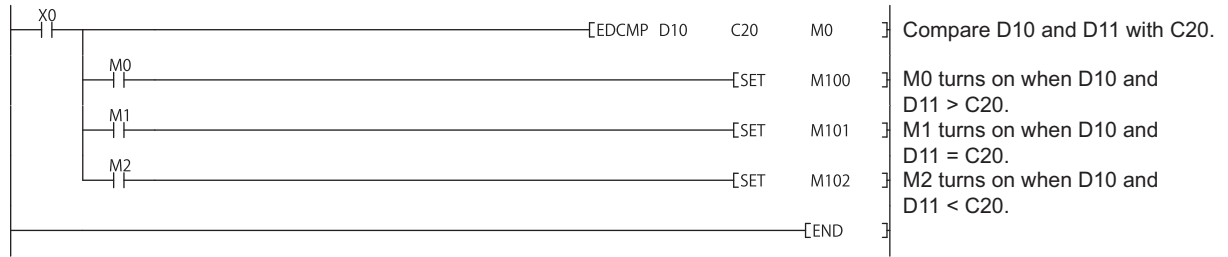 X0
[EDCMP D10 C20 M0 ] Compare D10 and D11 with C20.
M0
[SET M100 ] M0 turns on when D10 and
D11 > C20.
M1
[SET M101 ] M1 turns on when D10 and
D11 = C20.
M2
[SET M102 ] M2 turns on when D10 and
D11 < C20.
[END ]